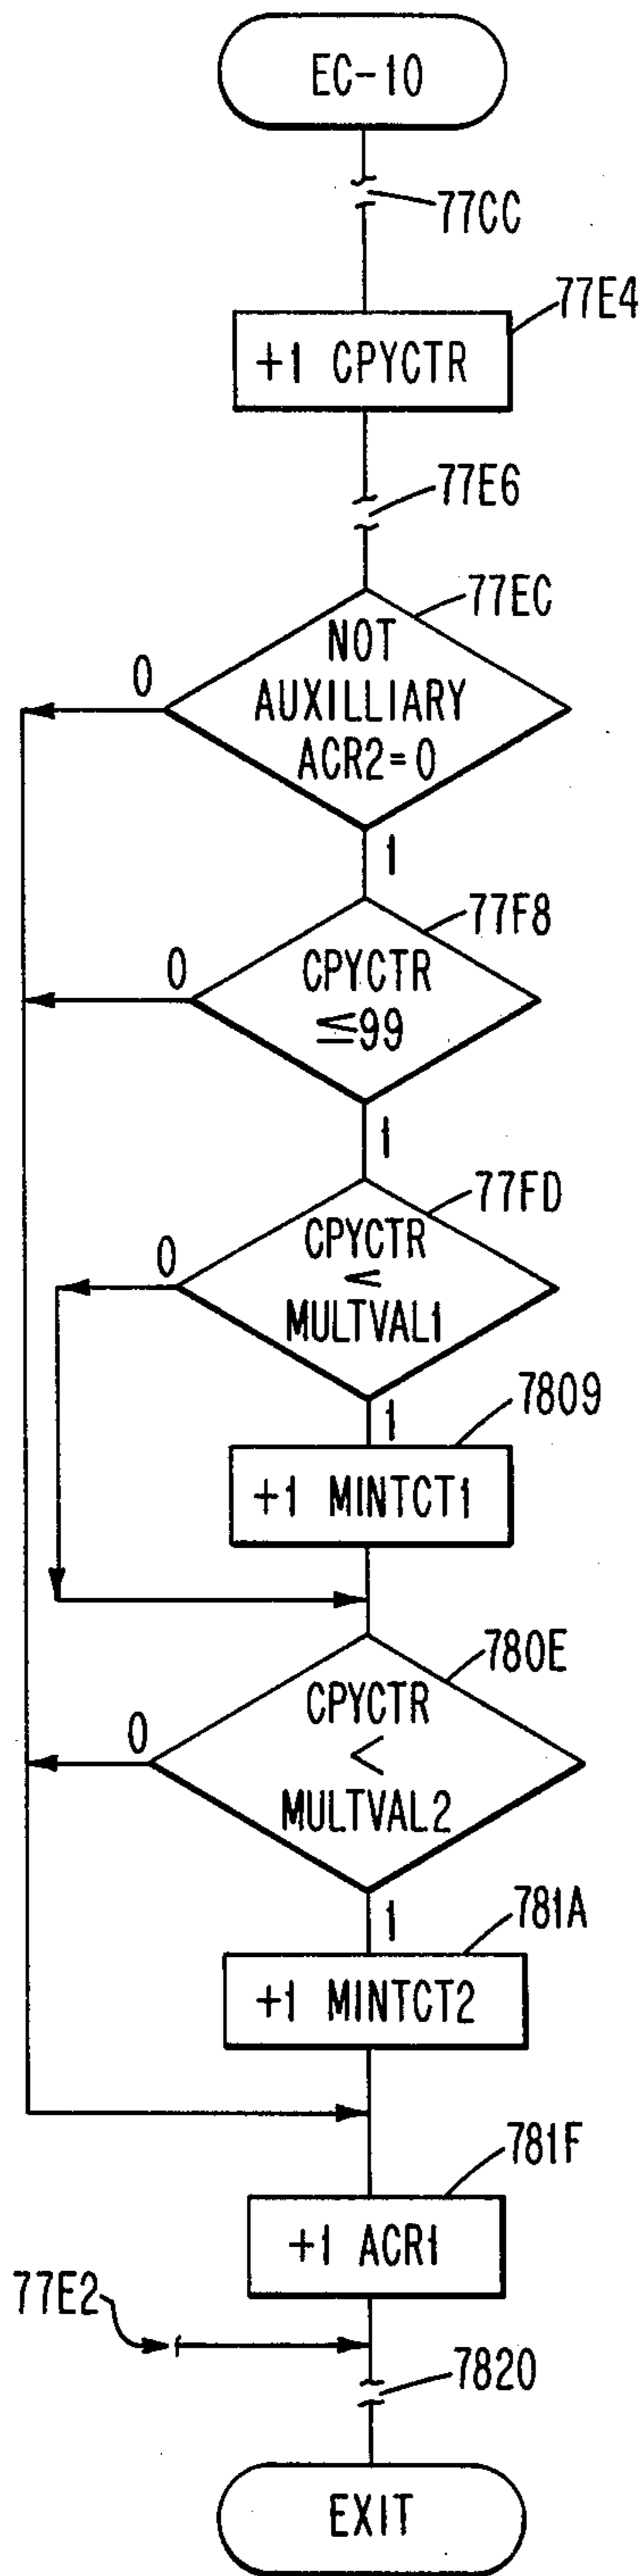 EC-10
77CC
77E4
+1 CPYCTR
77E6
77EC
NOT
AUXILLIARY
ACR2=0
0
1
77F8
CPYCTR
≤99
0
1
77FD
CPYCTR
<
MULTVAL1
0
1
7809
+1 MINTCT1
780E
CPYCTR
<
MULTVAL2
0
1
781A
+1 MINTCT2
781F
+1 ACR1
77E2
7820
EXIT